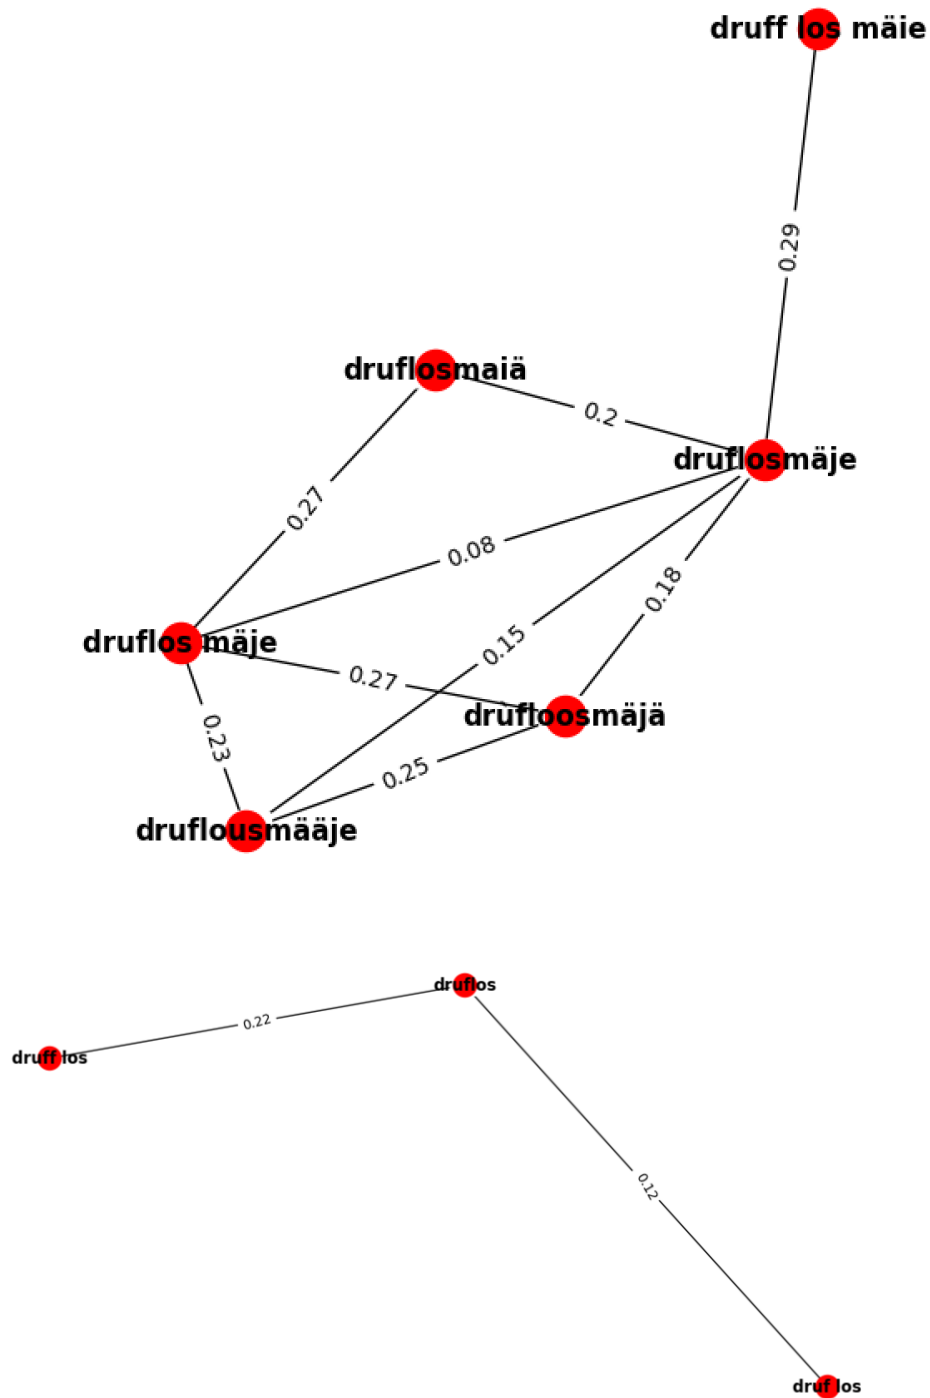 druff los mäie
0.29
druflosmaiä
0.2
druflosmäje
0.27
0.08
0.18
druflos mäje
0.15
0.27
drufloosmäjä
0.23
0.25
druflousmääje
druflos
0.22
druff los
0.12
druf los